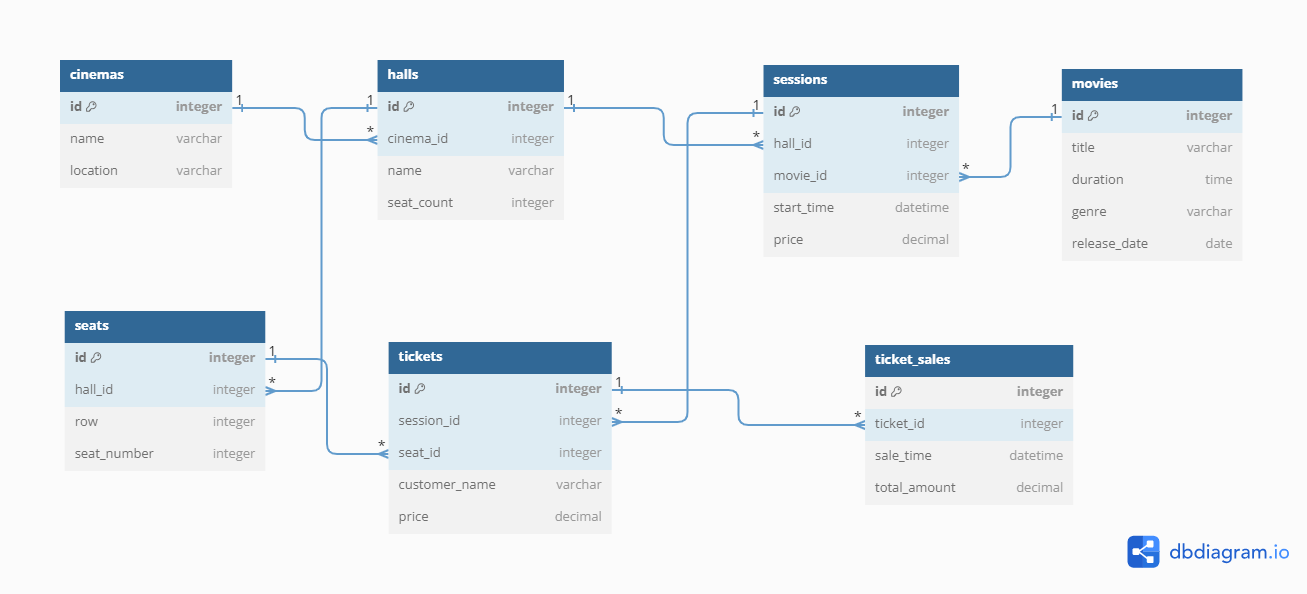 cinemas
id integer
name varchar
location varchar
1
*
halls
id integer
cinema_id integer
name varchar
seat_count integer
1
1
*
sessions
id integer
hall_id integer
movie_id integer
start_time datetime
price decimal
1
*
1
movies
id integer
title varchar
duration time
genre varchar
release_date date
seats
id integer
hall_id integer
row integer
seat_number integer
1
*
*
tickets
id integer
session_id integer
seat_id integer
customer_name varchar
price decimal
1
*
*
ticket_sales
id integer
ticket_id integer
sale_time datetime
total_amount decimal
dbdiagram.io